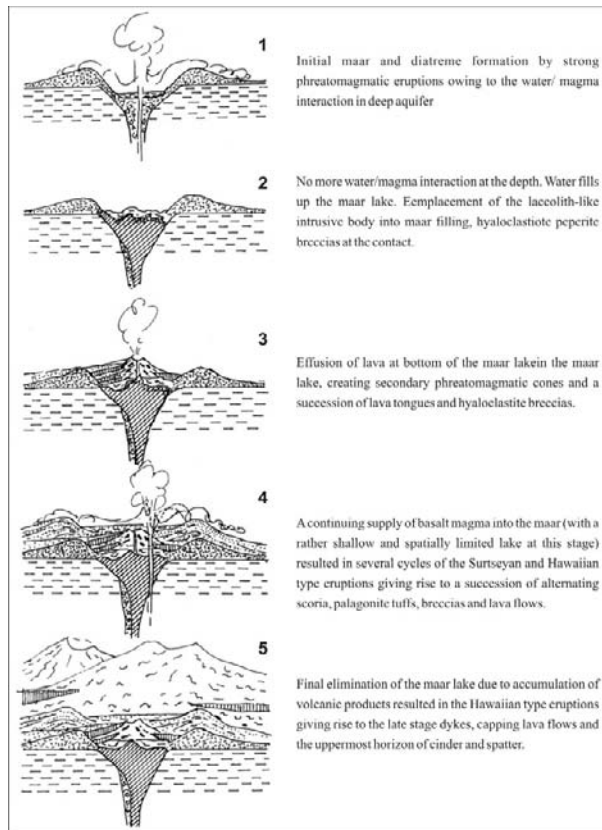 1
Initial maar and diatreme formation by strong
phreatomagmatic eruptions owing to the water/ magma
interaction in deep aquifer
2
No more water/magma interaction at the depth. Water fills
up the maar lake. Eemplacement of the laccolith-like
intrusive body into maar filling, hyaloclastiote peperite
breccias at the contact.
3
Effusion of lava at bottom of the maar lakein the maar
lake, creating secondary phreatomagmatic cones and a
succession of lava tongues and hyaloclastite breccias.
4
A continuing supply of basalt magma into the maar (with a
rather shallow and spatially limited lake at this stage)
resulted in several cycles of the Surtseyan and Hawaiian
type eruptions giving rise to a succession of alternating
scoria, palagonite tuffs, breccias and lava flows.
5
Final elimination of the maar lake due to accumulation of
volcanic products resulted in the Hawaiian type eruptions
giving rise to the late stage dykes, capping lava flows and
the uppermost horizon of cinder and spatter.